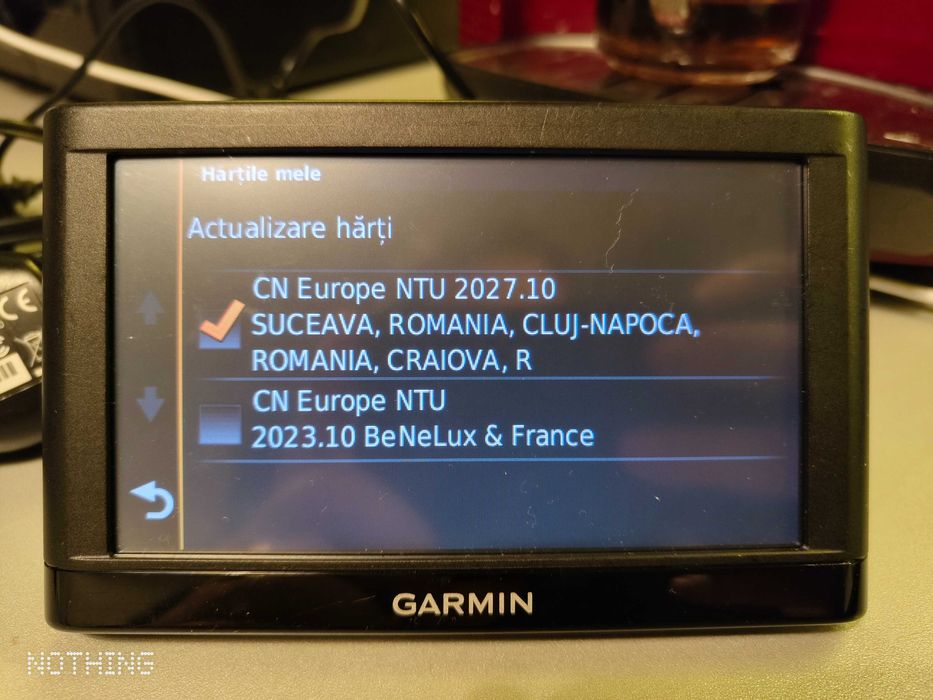 Hărțile mele
Actualizare hărți
CN Europe NTU 2027.10
SUCEAVA, ROMANIA, CLUJ-NAPOCA,
ROMANIA, CRAIOVA, R
CN Europe NTU
2023.10 BeNeLux & France
CE
GARMIN
NOTHING